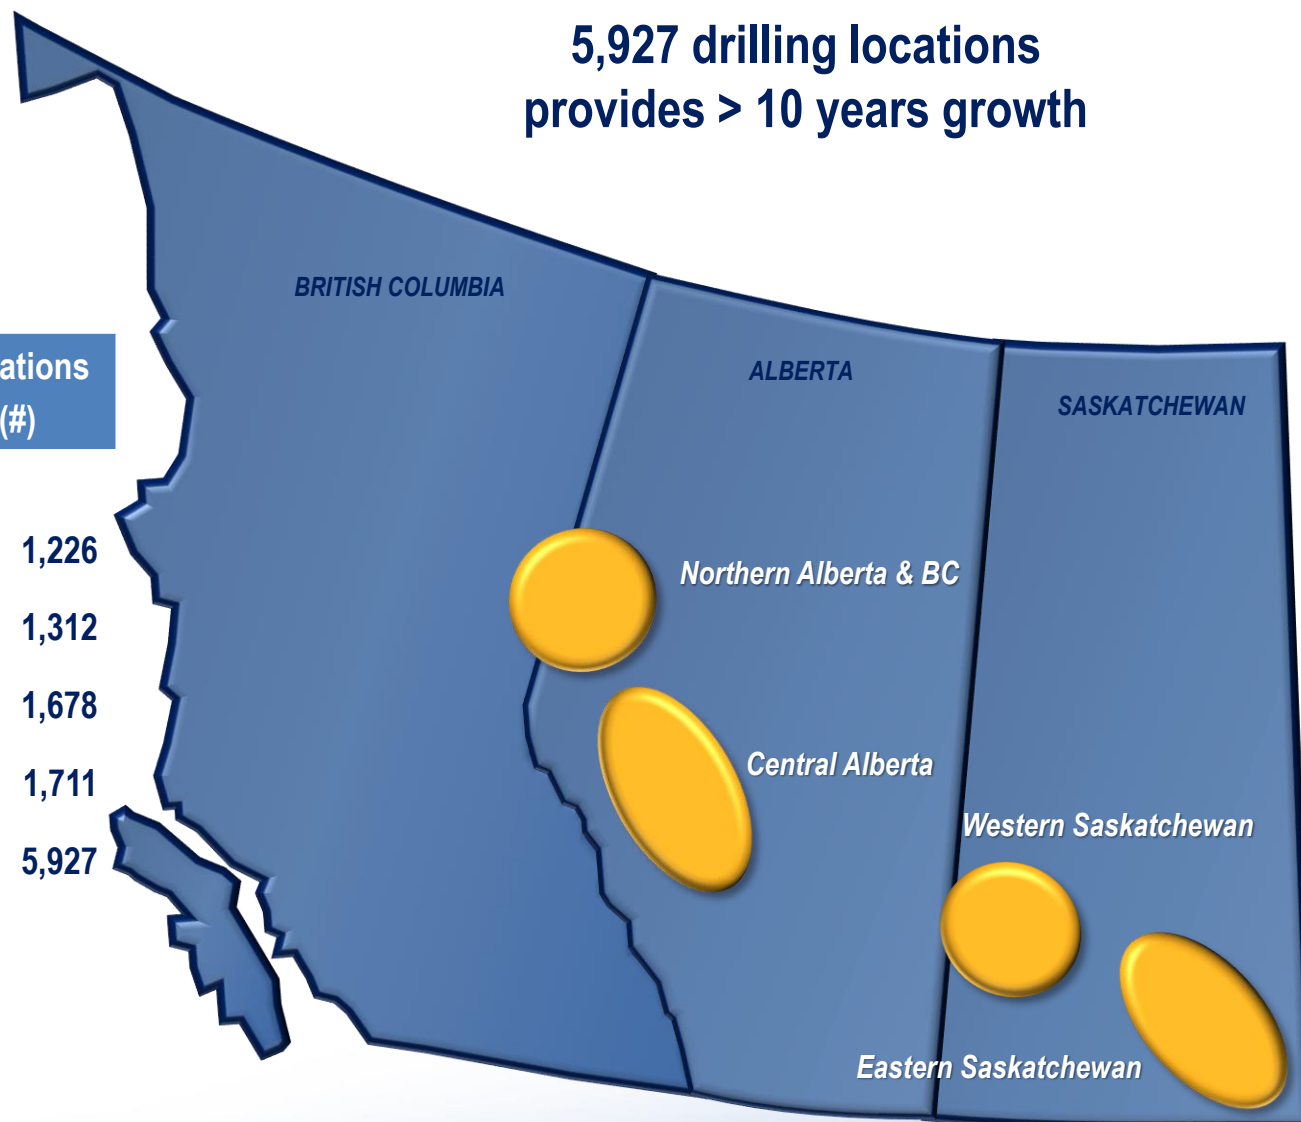 5,927 drilling locations
provides > 10 years growth
BRITISH COLUMBIA
ALBERTA
SASKATCHEWAN
ations
(#)
1,226
1,312
1,678
1,711
5,927
Northern Alberta & BC
Central Alberta
Western Saskatchewan
Eastern Saskatchewan